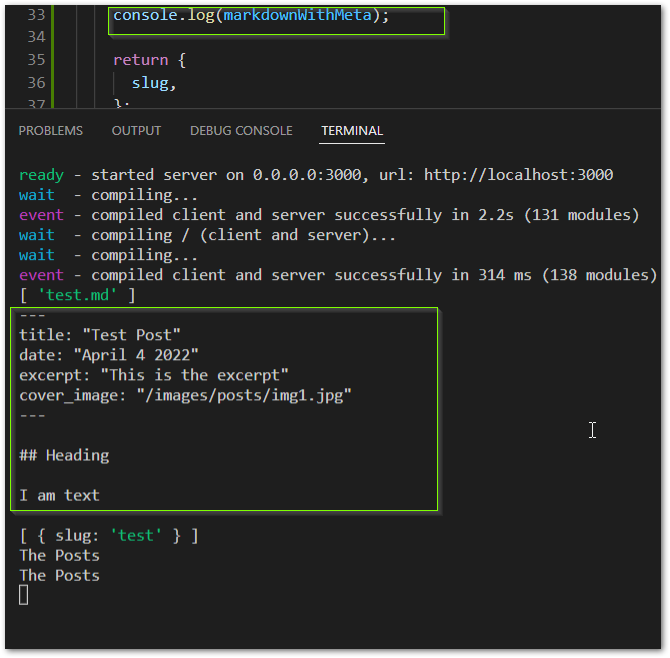 33 console.log(markdownWithMeta);
34
35 return {
36 slug,
37 };
PROBLEMS OUTPUT DEBUG CONSOLE TERMINAL
ready - started server on 0.0.0.0:3000, url: http://localhost:3000
wait - compiling...
event - compiled client and server successfully in 2.2s (131 modules)
wait - compiling / (client and server)...
wait - compiling...
event - compiled client and server successfully in 314 ms (138 modules)
[ 'test.md' ]
---
title: "Test Post"
date: "April 4 2022"
excerpt: "This is the excerpt"
cover_image: "/images/posts/img1.jpg"
---
## Heading
I am text
[ { slug: 'test' } ]
The Posts
The Posts